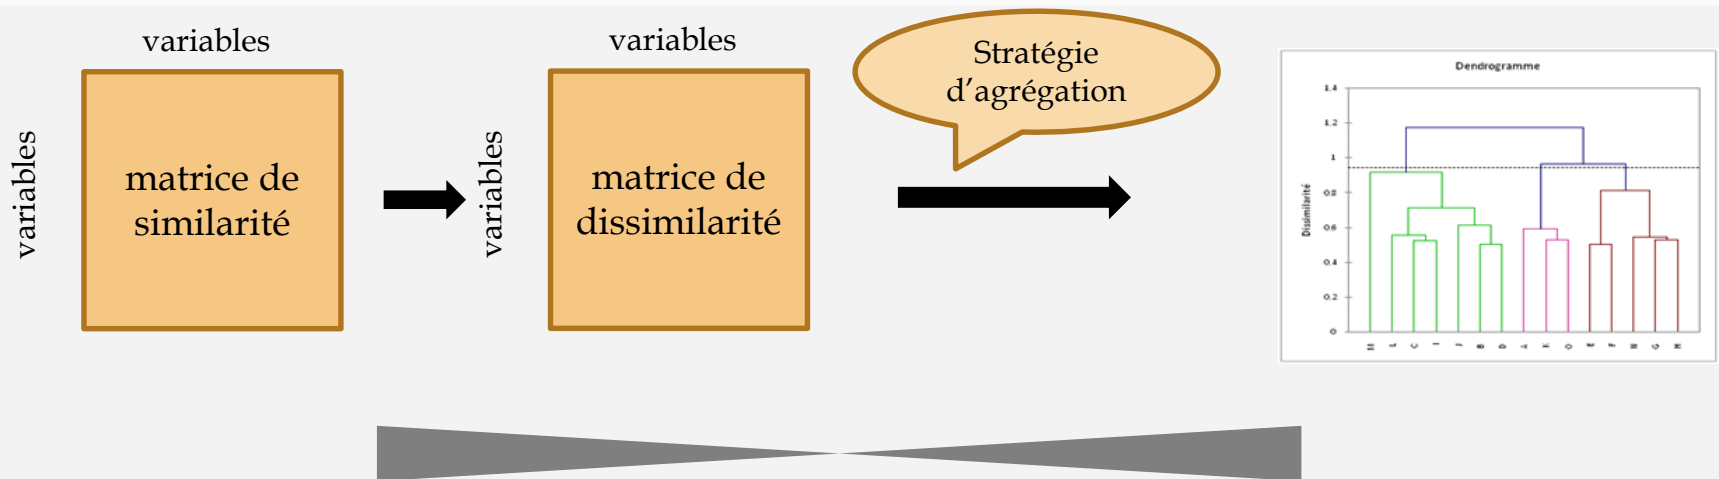 variables
variables
matrice de
similarité
variables
variables
matrice de
dissimilarité
Stratégie
d’agrégation
Dendrogramme
Dissimilarité
1.4
1.2
1
0.8
0.6
0.4
0.2
0
L C I J B D A K O E F N G H